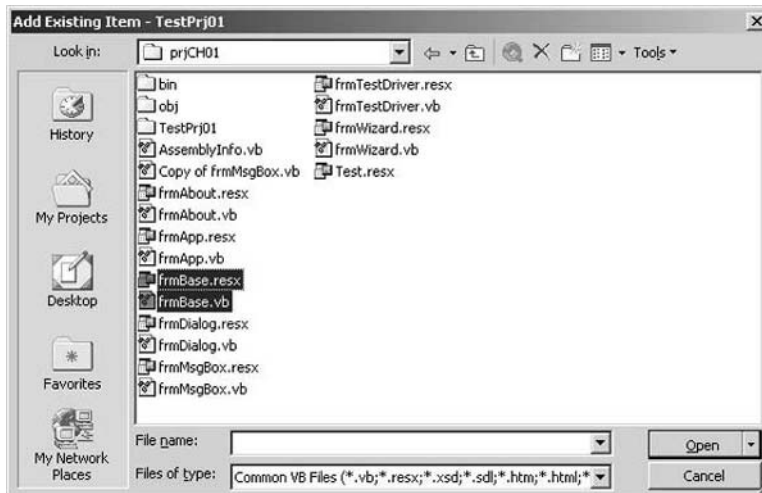 Add Existing Item - TestPrj01
Look in:
prjCH01
Tools
History
My Projects
Desktop
Favorites
My Network
Places
bin
obj
TestPrj01
AssemblyInfo.vb
Copy of frmMsgBox.vb
frmAbout.resx
frmAbout.vb
frmApp.resx
frmApp.vb
frmBase.resx
frmBase.vb
frmDialog.resx
frmDialog.vb
frmMsgBox.resx
frmMsgBox.vb
frmTestDriver.resx
frmTestDriver.vb
frmWizard.resx
frmWizard.vb
Test.resx
File name:
Open
Files of type:
Common VB Files (*.vb;*.resx;*.xsd;*.sdl;*.htm;*.html;*
Cancel